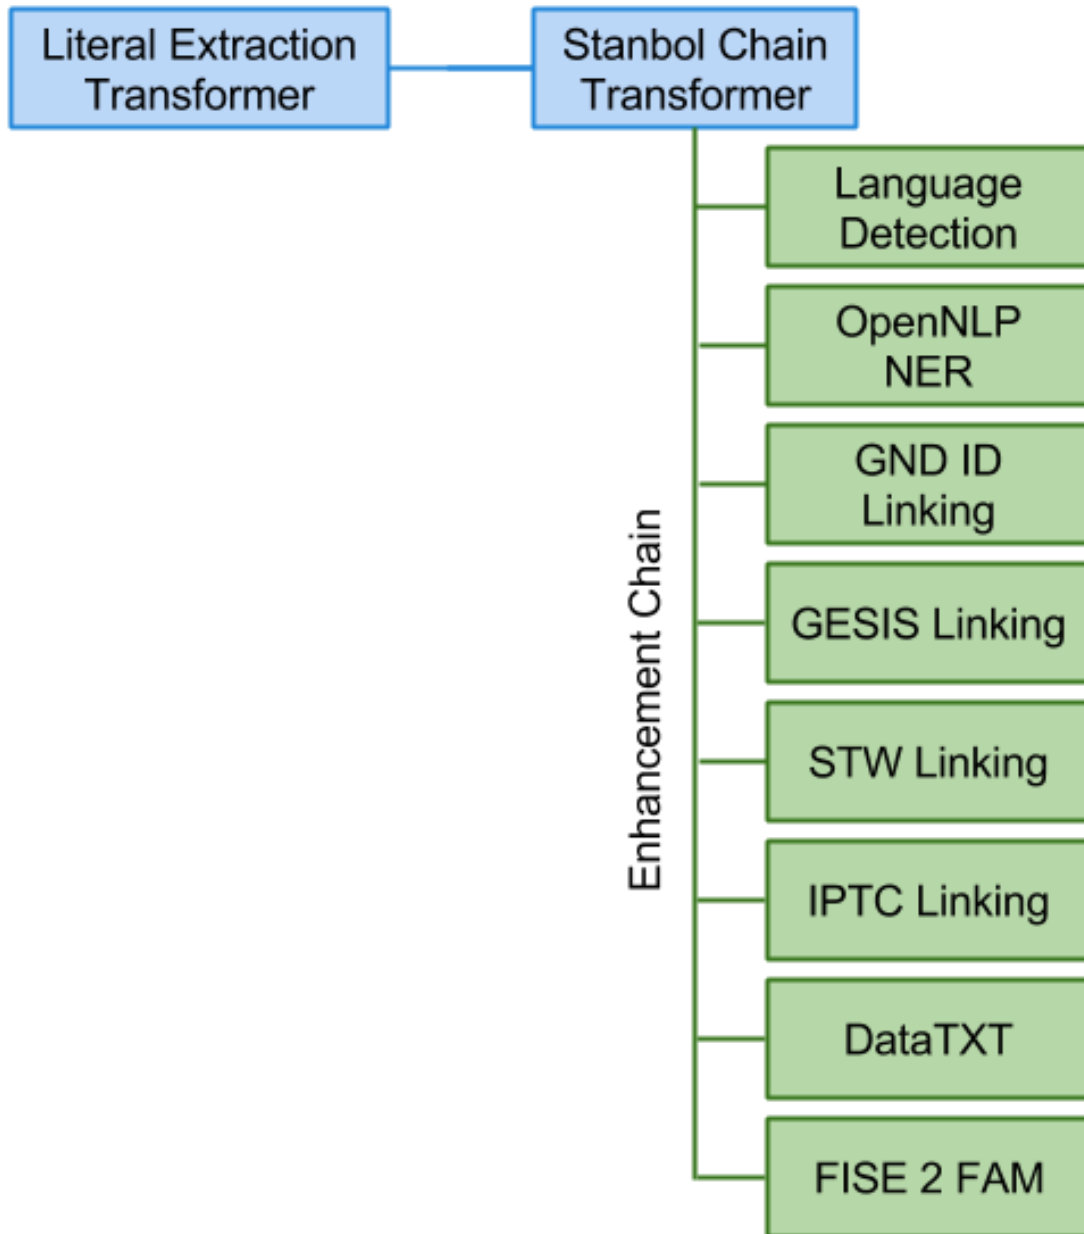 Literal Extraction
Transformer
Stanbol Chain
Transformer
Language
Detection
OpenNLP
NER
GND ID
Linking
GESIS Linking
STW Linking
IPTC Linking
DataTXT
FISE 2 FAM
Enhancement Chain